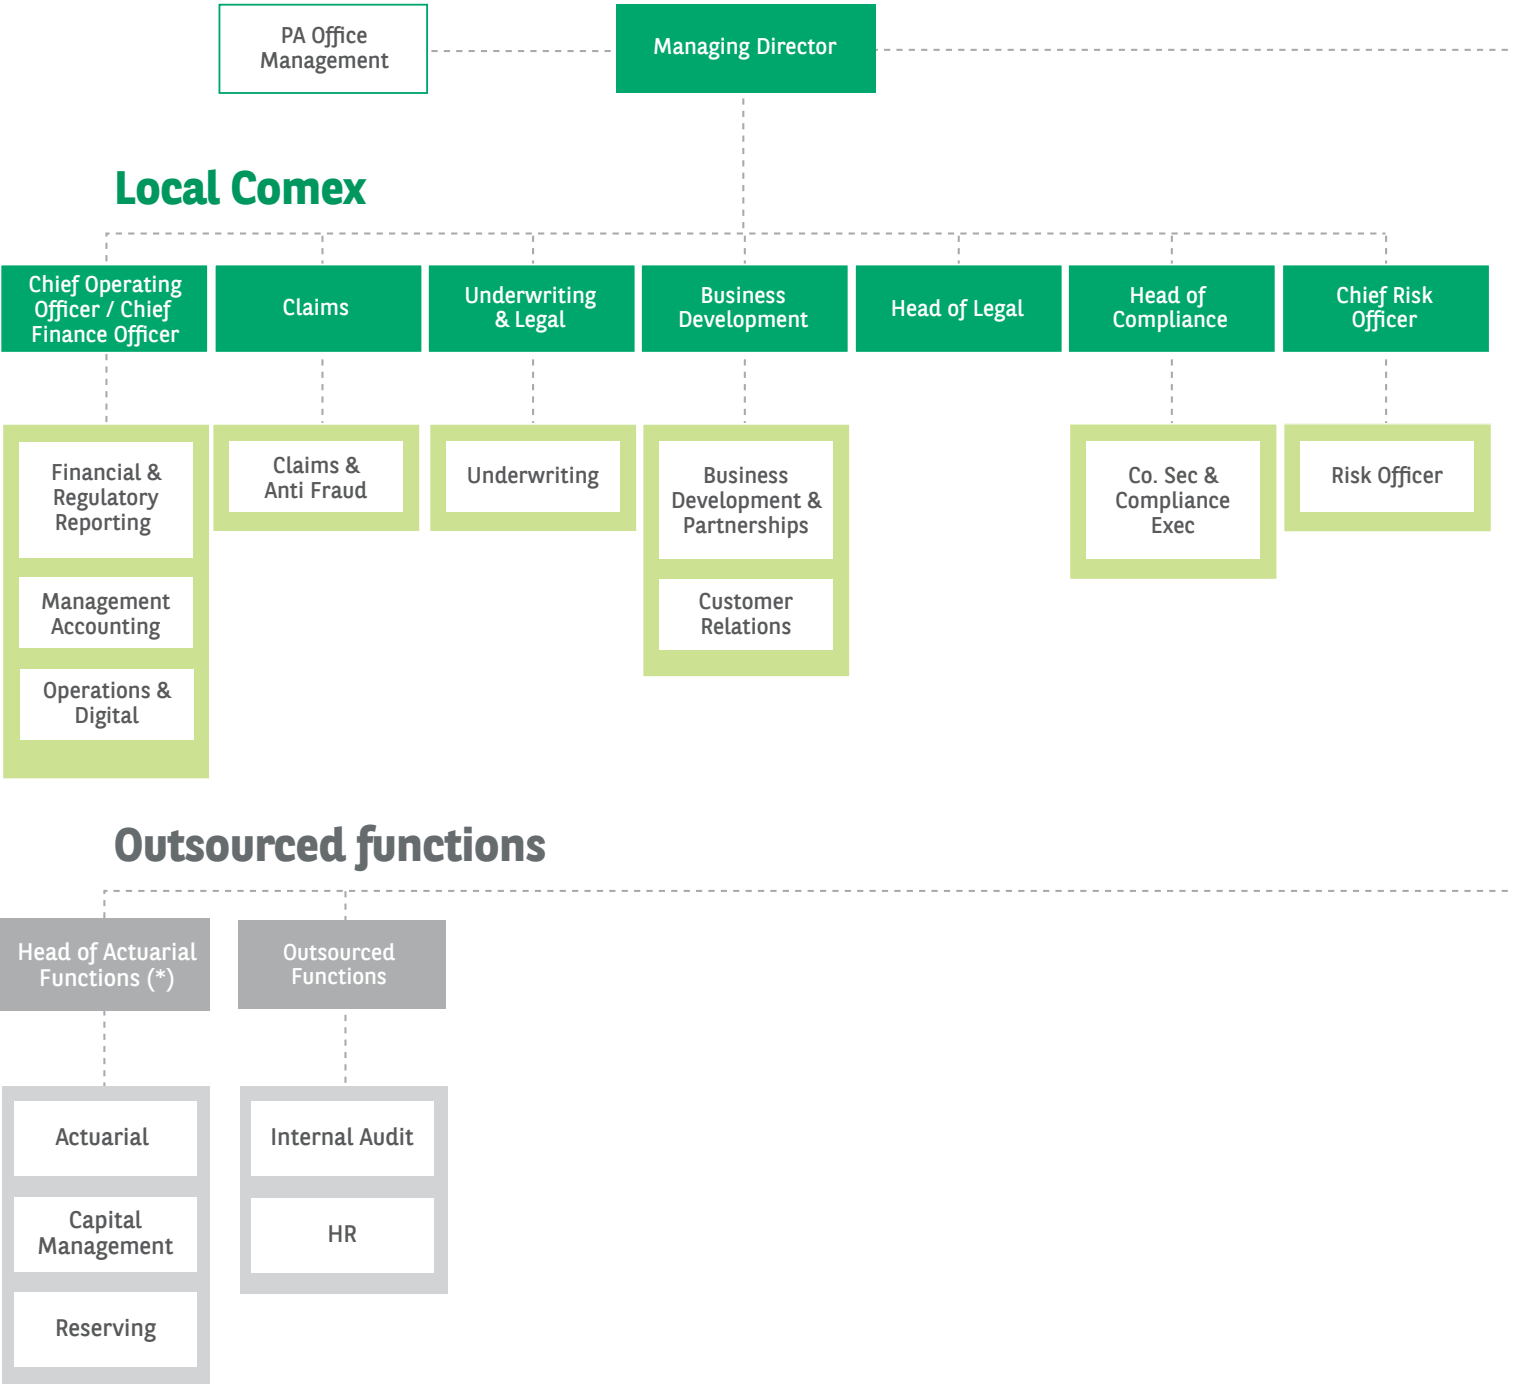 PA Office
Management
Managing Director
Local Comex
Chief Operating
Officer / Chief
Finance Officer
Claims
Underwriting
& Legal
Business
Development
Head of Legal
Head of
Compliance
Chief Risk
Officer
Financial &
Regulatory
Reporting
Management
Accounting
Operations &
Digital
Claims &
Anti Fraud
Underwriting
Business
Development &
Partnerships
Customer
Relations
Co. Sec &
Compliance
Exec
Risk Officer
Outsourced functions
Head of Actuarial
Functions (*)
Outsourced
Functions
Actuarial
Capital
Management
Reserving
Internal Audit
HR